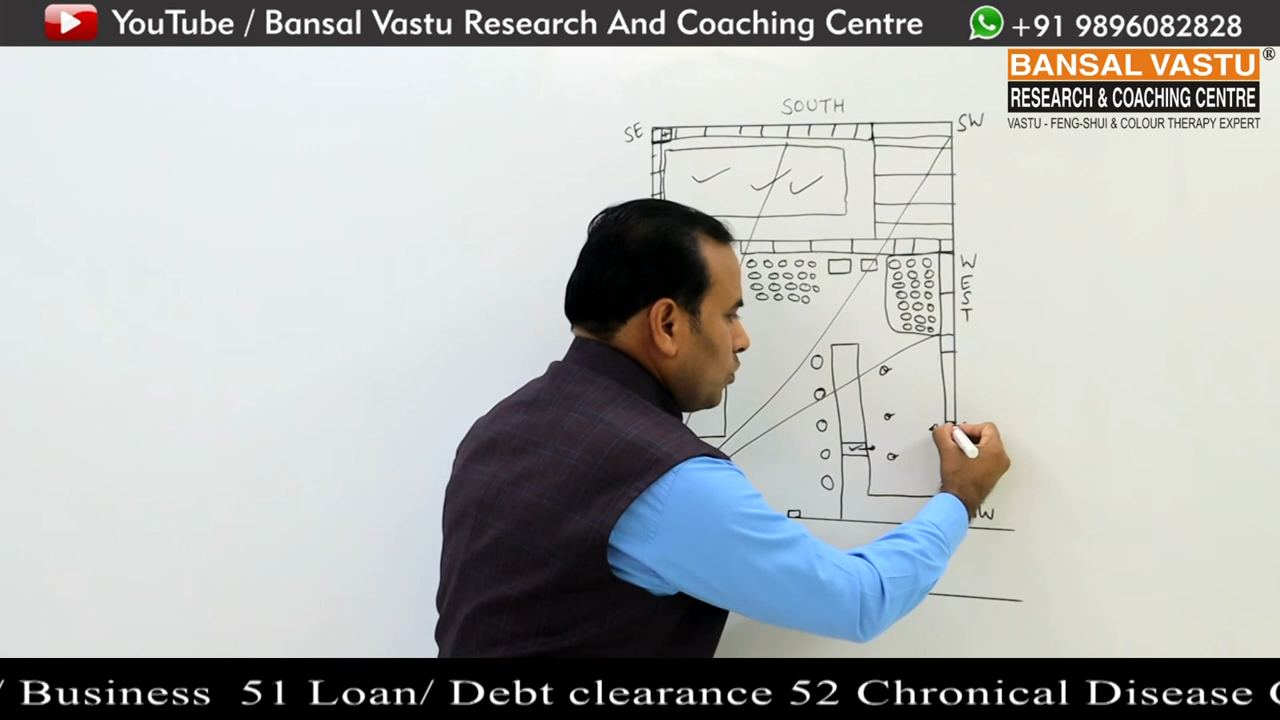 YouTube / Bansal Vastu Research And Coaching Centre
+91 9896082828
BANSAL VASTU®
RESEARCH & COACHING CENTRE
VASTU - FENG-SHUI & COLOUR THERAPY EXPERT
SOUTH
SE
SW
WEST
/ Business 51 Loan/ Debt clearance 52 Chronical Disease